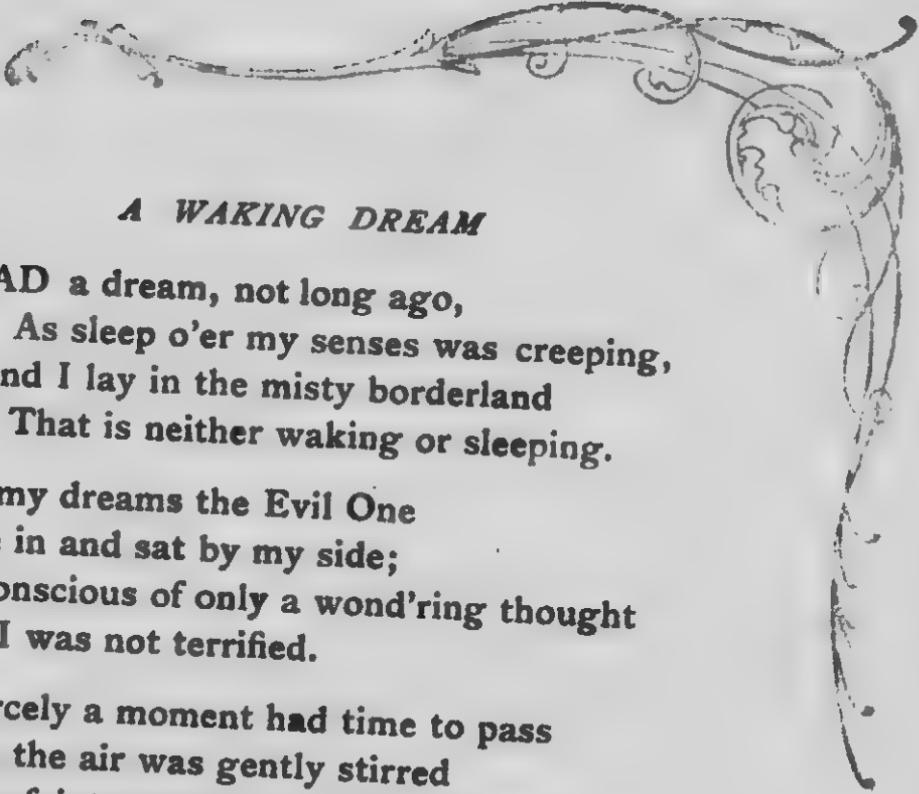 A WAKING DREAM
AD a dream, not long ago,
As sleep o'er my senses was creeping,
nd I lay in the misty borderland
That is neither waking or sleeping.
my dreams the Evil One
in and sat by my side;
onscious of only a wond'ring thought
I was not terrified.
rcely a moment had time to pass
the air was gently stirred